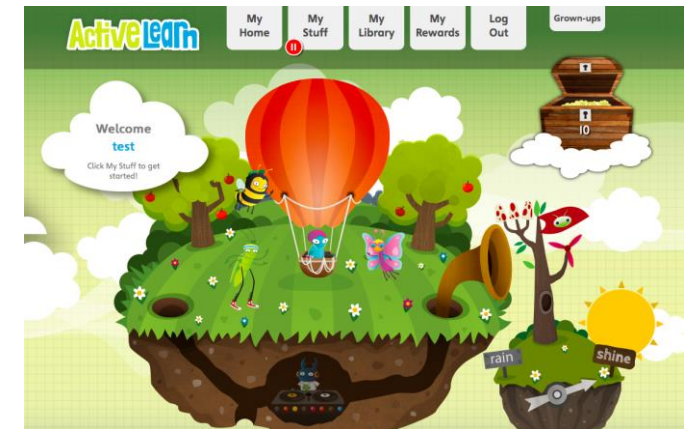 ActiveLearn
My
Home
My
Stuff
My
Library
My
Rewards
Log
Out
Grown-ups
11
Welcome
test
Click My Stuff to get
started!
10
rain
shine